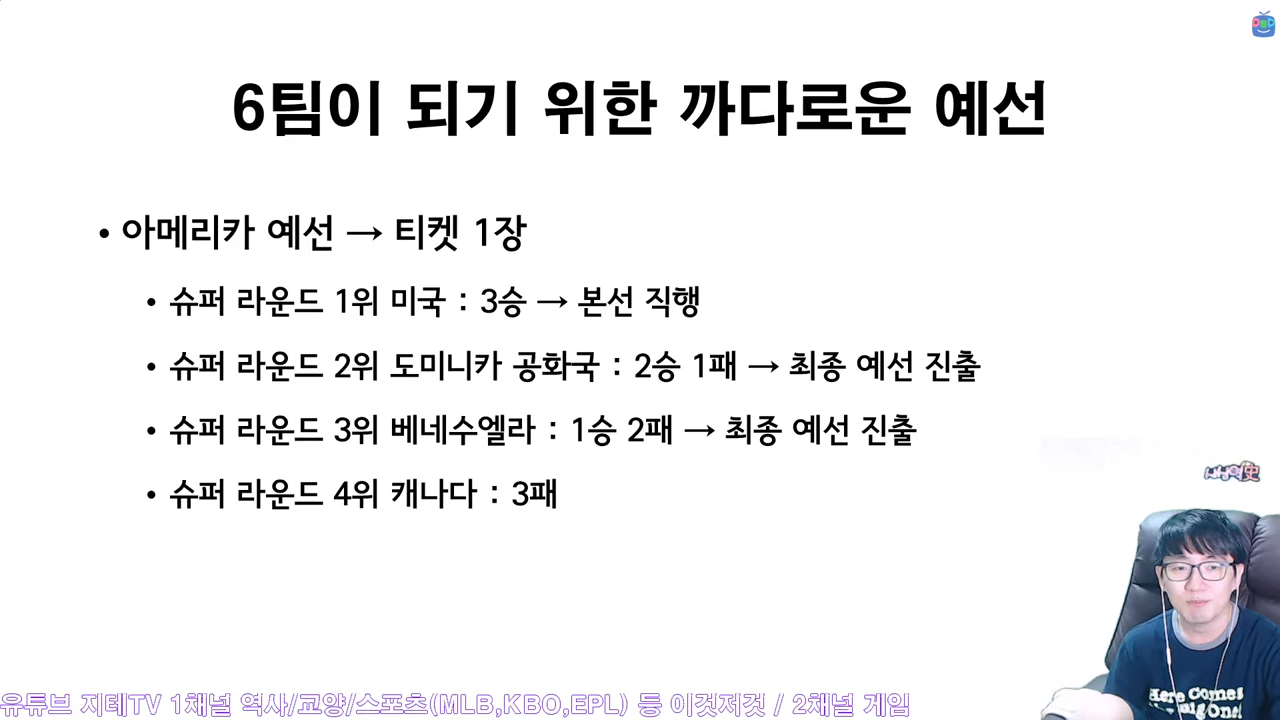 6팀이 되기 위한 까다로운 예선
• 아메리카 예선 → 티켓 1장
• 슈퍼 라운드 1위 미국 : 3승 → 본선 직행
• 슈퍼 라운드 2위 도미니카 공화국 : 2승 1패 → 최종 예선 진출
• 슈퍼 라운드 3위 베네수엘라 : 1승 2패 → 최종 예선 진출
• 슈퍼 라운드 4위 캐나다 : 3패
Here Comes
유튜브 지테TV 1채널 역사/교양/스포츠(MLB,KBO,EPL) 등 이것저것 / 2채널 게임